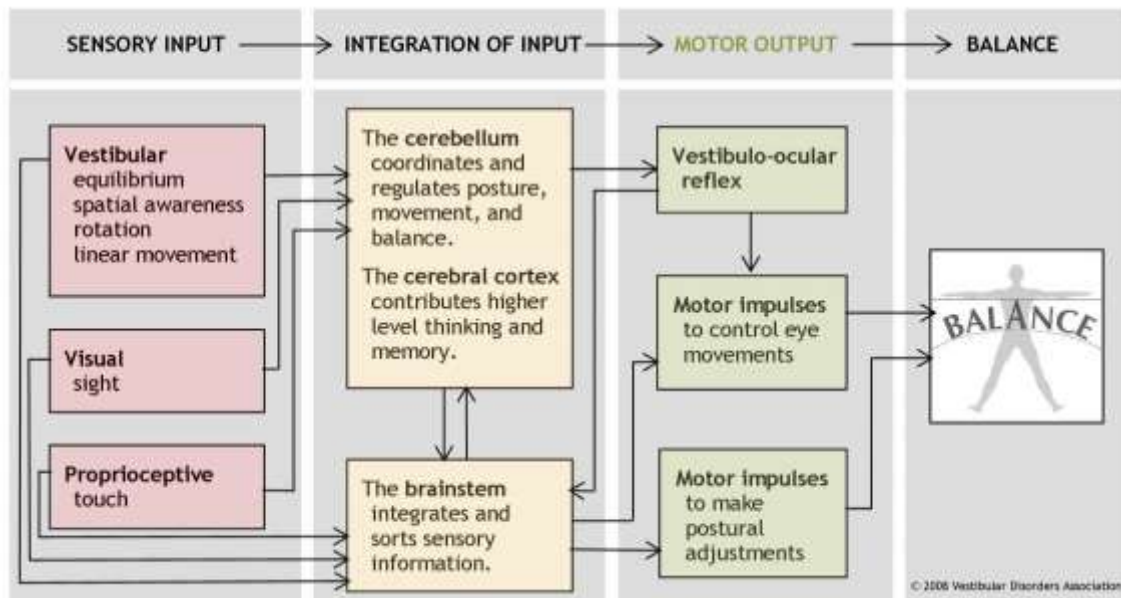 SENSORY INPUT
INTEGRATION OF INPUT
MOTOR OUTPUT
BALANCE
Vestibular
equilibrium
spatial awareness
rotation
linear movement
Visual
sight
Proprioceptive
touch
The cerebellum
coordinates and
regulates posture,
movement, and
balance.
The cerebral cortex
contributes higher
level thinking and
memory.
The brainstem
integrates and
sorts sensory
information.
Vestibulo-ocular
reflex
Motor impulses
to control eye
movements
Motor impulses
to make
postural
adjustments
BALANCE
© 2008 Vestibular Disorders Association